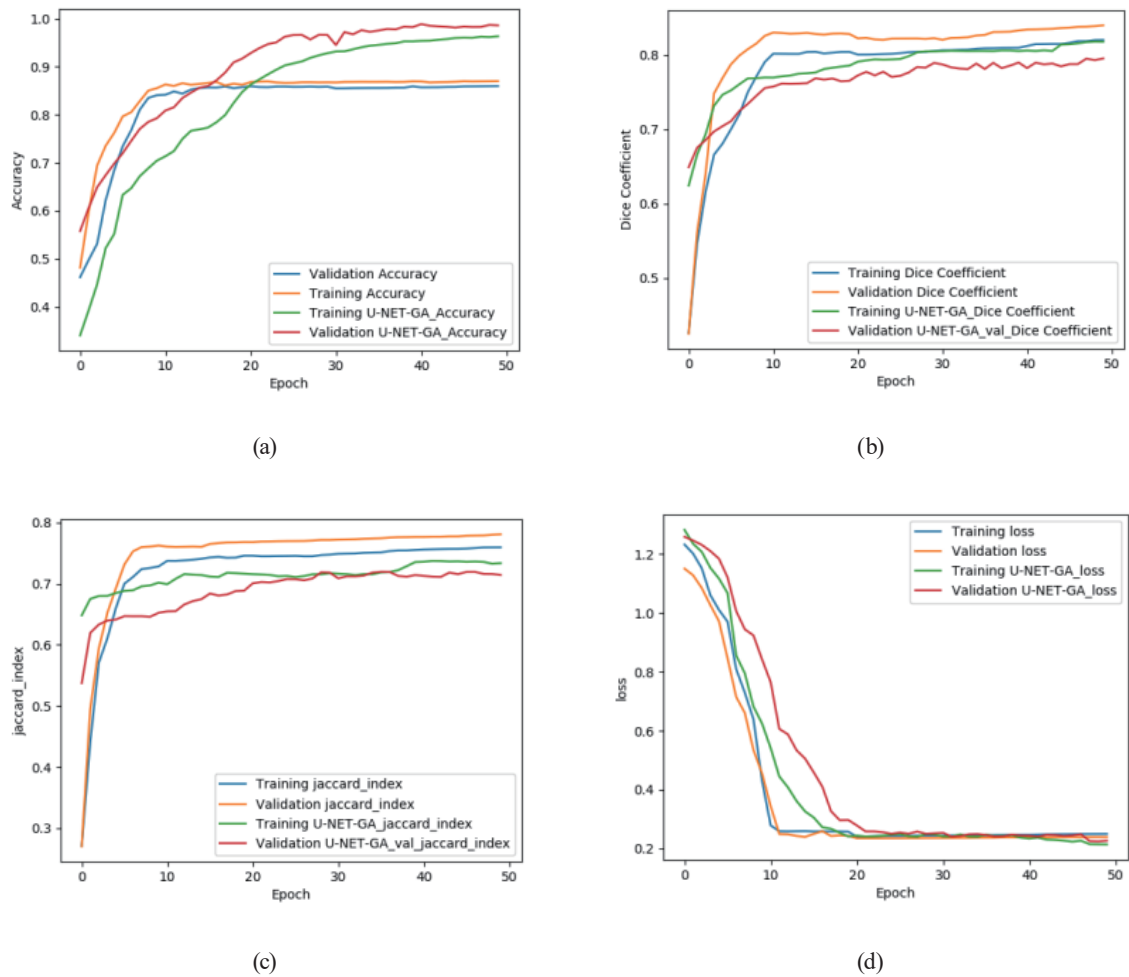 1.0
0.9
0.8
0.7
0.6
0.5
0.4
Accuracy
0 10 20 30 40 50
Epoch
Validation Accuracy
Training Accuracy
Training U-NET-GA_Accuracy
Validation U-NET-GA_Accuracy
(a)
0.8
0.7
0.6
0.5
Dice Coefficient
0 10 20 30 40 50
Epoch
Training Dice Coefficient
Validation Dice Coefficient
Training U-NET-GA_Dice Coefficient
Validation U-NET-GA_val_Dice Coefficient
(b)
0.8
0.7
0.6
0.5
0.4
0.3
jaccard_index
0 10 20 30 40 50
Epoch
Training jaccard_index
Validation jaccard_index
Training U-NET-GA_jaccard_index
Validation U-NET-GA_val_jaccard_index
(c)
1.2
1.0
0.8
0.6
0.4
0.2
loss
0 10 20 30 40 50
Epoch
Training loss
Validation loss
Training U-NET-GA_loss
Validation U-NET-GA_loss
(d)